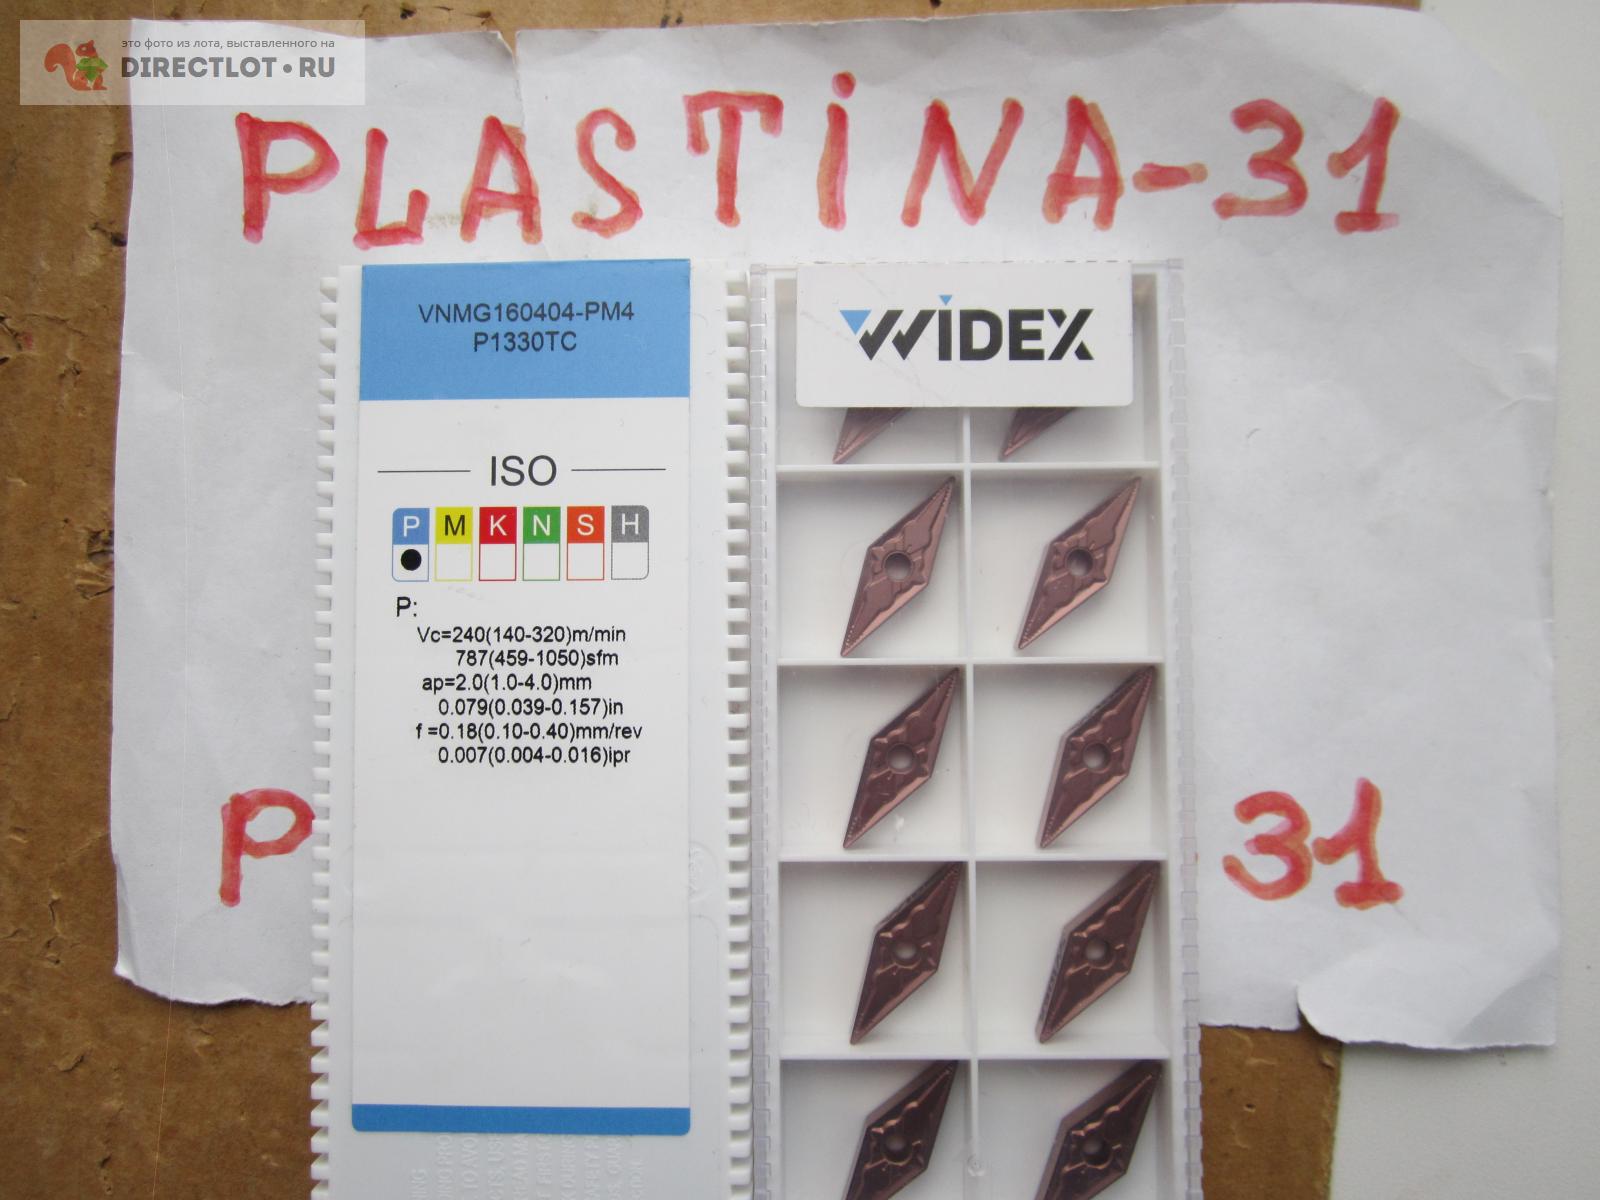 это фото из лота, выставленного на
DIRECTLOT•RU
PLASTiNA-31
VNMG160404-PM4
P1330TC
WIDEX
ISO
P M K N S H
P:
Vc=240(140-320)m/min
787(459-1050)sfm
ap=2.0(1.0-4.0)mm
0.079(0.039-0.157)in
f =0.18(0.10-0.40)mm/rev
0.007(0.004-0.016)ipr
P 31